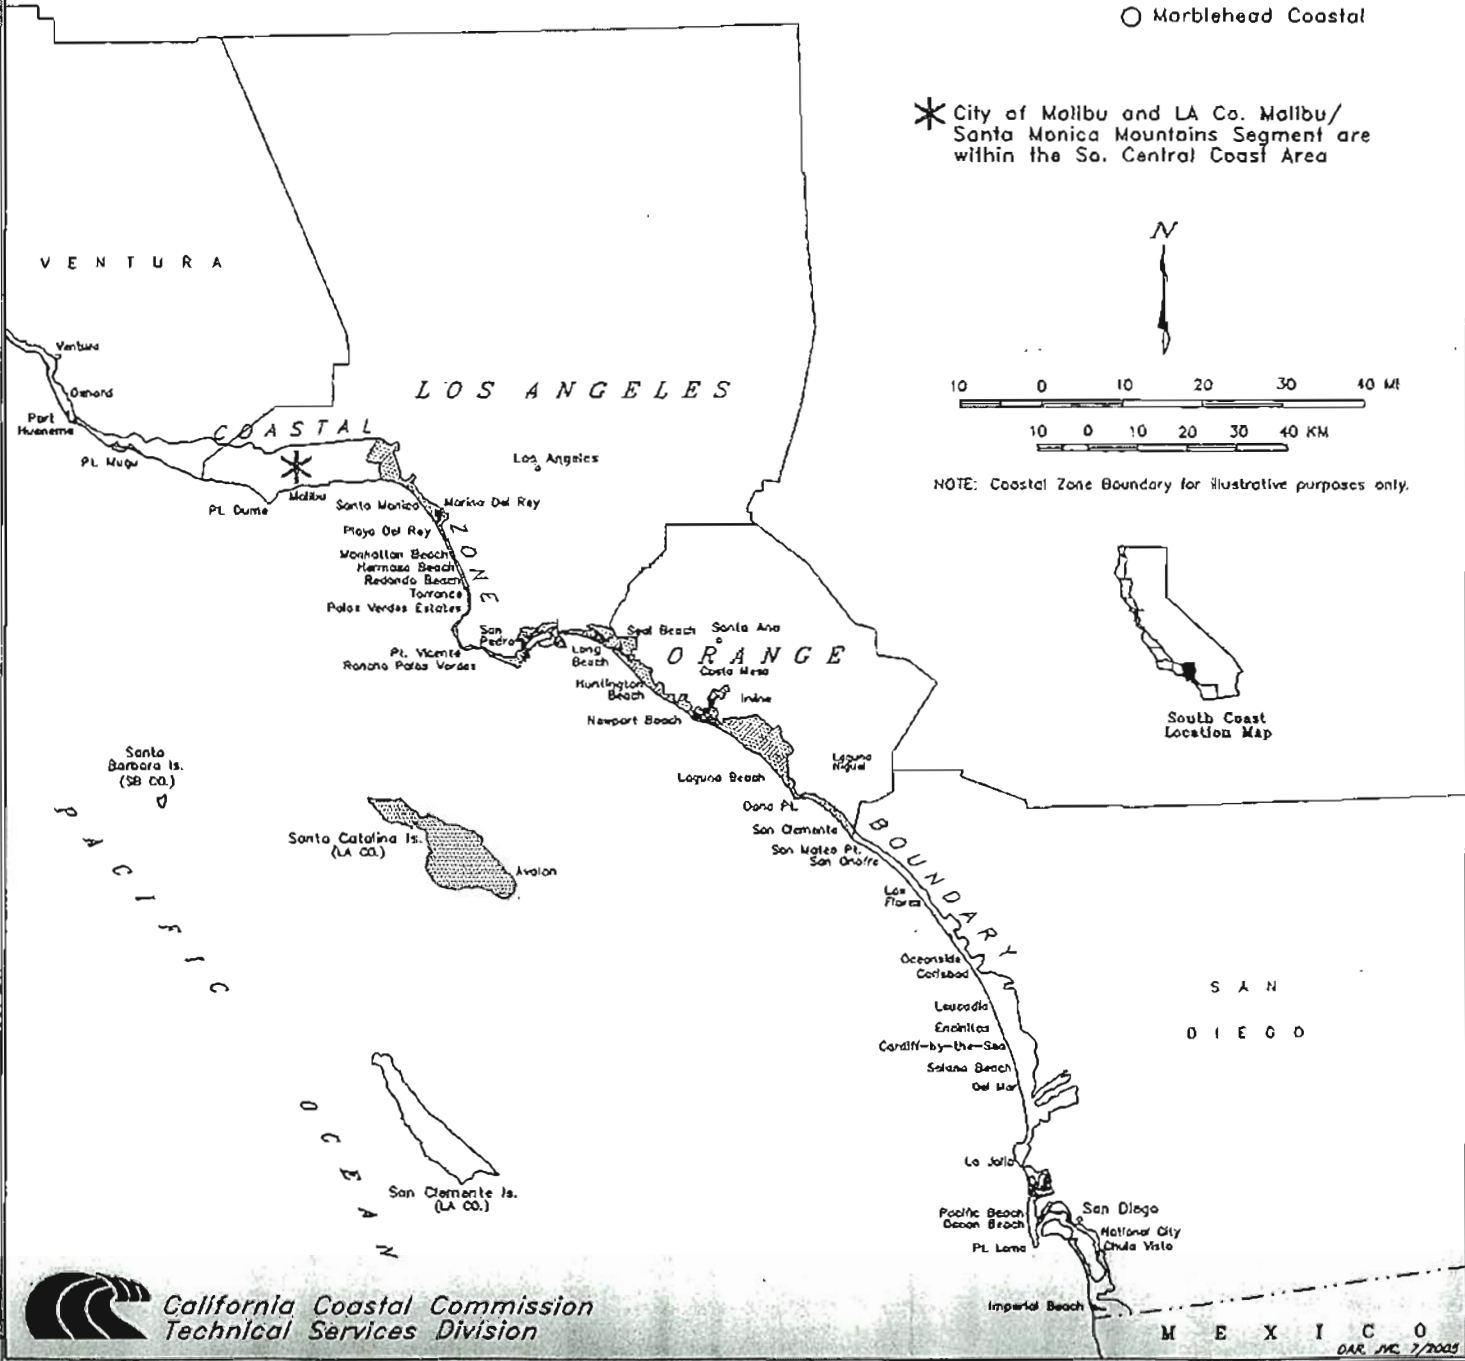 Marblehead Coastal
City of Malibu and LA Co. Malibu/
Santa Monica Mountains Segment are
within the So. Central Coast Area
N
VENTURA
Ventura
Oxnard
Port
Hueneme
Pt. Mugu
LOS ANGELES
COASTAL
Los Angeles
Malibu
Pt. Dume
Santa Monica
Marina Del Rey
Playa Del Rey
ZONE
Manhattan Beach
Hermosa Beach
Redondo Beach
Torrance
Palos Verdes Estates
10 0 10 20 30 40 MI
10 0 10 20 30 40 KM
NOTE: Coastal Zone Boundary for illustrative purposes only.
San
Pedro
Pt. Vicente
Rancho Palos Verdes
Long
Beach
Seal Beach
Santa Ana
ORANGE
Costa Mesa
Huntington
Beach
Irvine
Newport Beach
Laguna
Niguel
Laguna Beach
Dana Pt.
San Clemente
San Mateo Pt.
San Onofre
South Coast
Location Map
Santa
Barbara Is.
(SB CO.)
Santa Catalina Is.
(LA CO.)
Avalon
PACIFIC
OCEAN
BOUNDARY
Las
Flores
Oceanside
Carlsbad
Leucadia
Encinitas
Cardiff-by-the-Sea
Solana Beach
Del Mar
SAN
DIEGO
San Clemente Is.
(LA CO.)
La Jolla
Pacific Beach
Ocean Beach
Pt. Loma
San Diego
National City
Chula Vista
Imperial Beach
MEXICO
California Coastal Commission
Technical Services Division
DAR, JVC, 7/2005